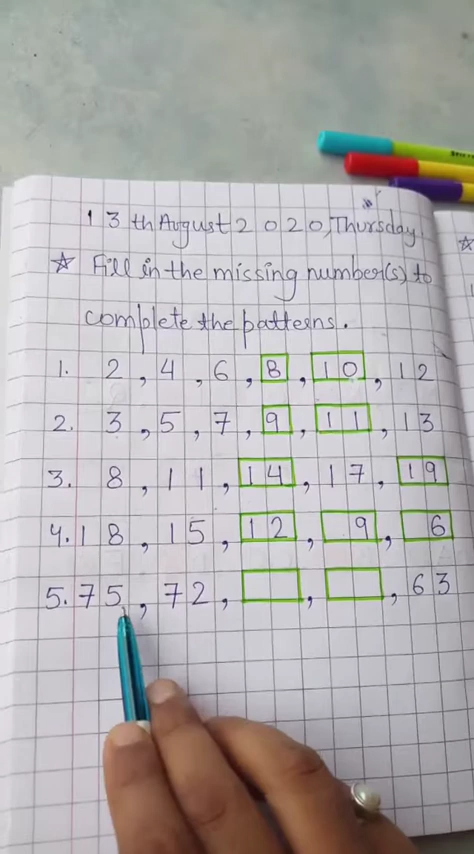 13th August 2020, Thursday.
☆ Fill in the missing number(s) to
complete the patterns.
1. 2, 4, 6, 8, 10, 12
2. 3, 5, 7, 9, 11, 13
3. 8, 11, 14, 17, 19
4. 18, 15, 12, 9, 6
5. 75, 72, , , 63